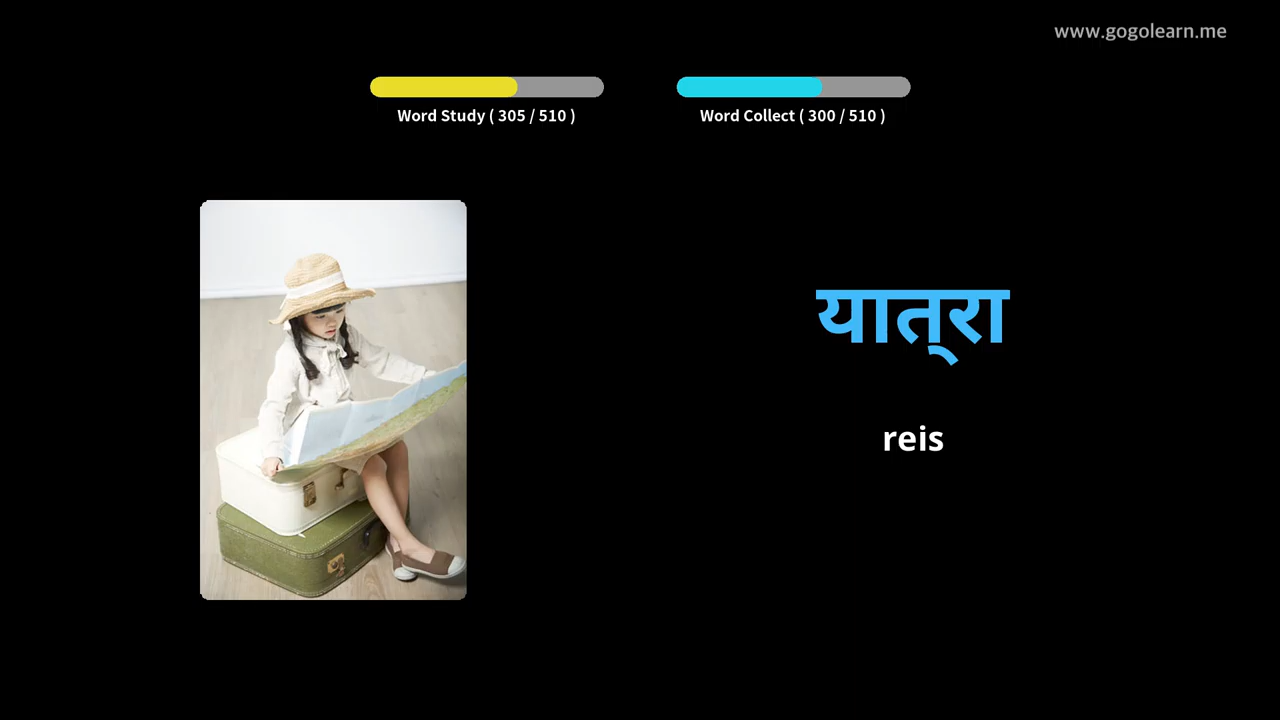 www.gogolearn.me
Word Study ( 305 / 510 )
Word Collect ( 300 / 510 )
यात्‌रा
reis